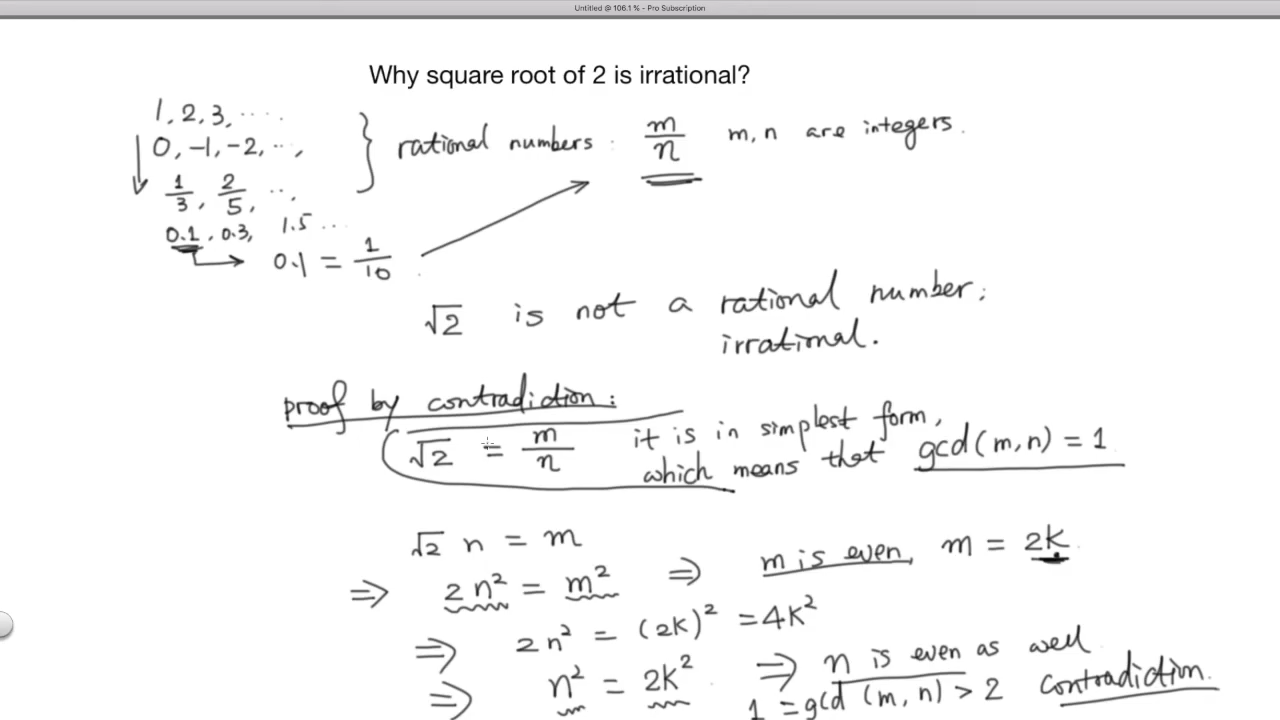 Untitled @ 106.1 % - Pro Subscription
Why square root of 2 is irrational?
1, 2, 3, ....
0, -1, -2, ..,
1/3, 2/5, ..,
0.1, 0.3, 1.5 ...
0.1 = 1/10
rational numbers: m/n m, n are integers.
√2 is not a rational number;
irrational.
proof by contradiction:
√2 = m/n it is in simplest form,
which means that gcd(m, n) = 1
√2 n = m
⇒ 2n² = m² ⇒ m is even, m = 2k
⇒ 2n² = (2k)² = 4k²
⇒ n² = 2k² ⇒ n is even as well
1 = gcd (m, n) > 2 contradiction.